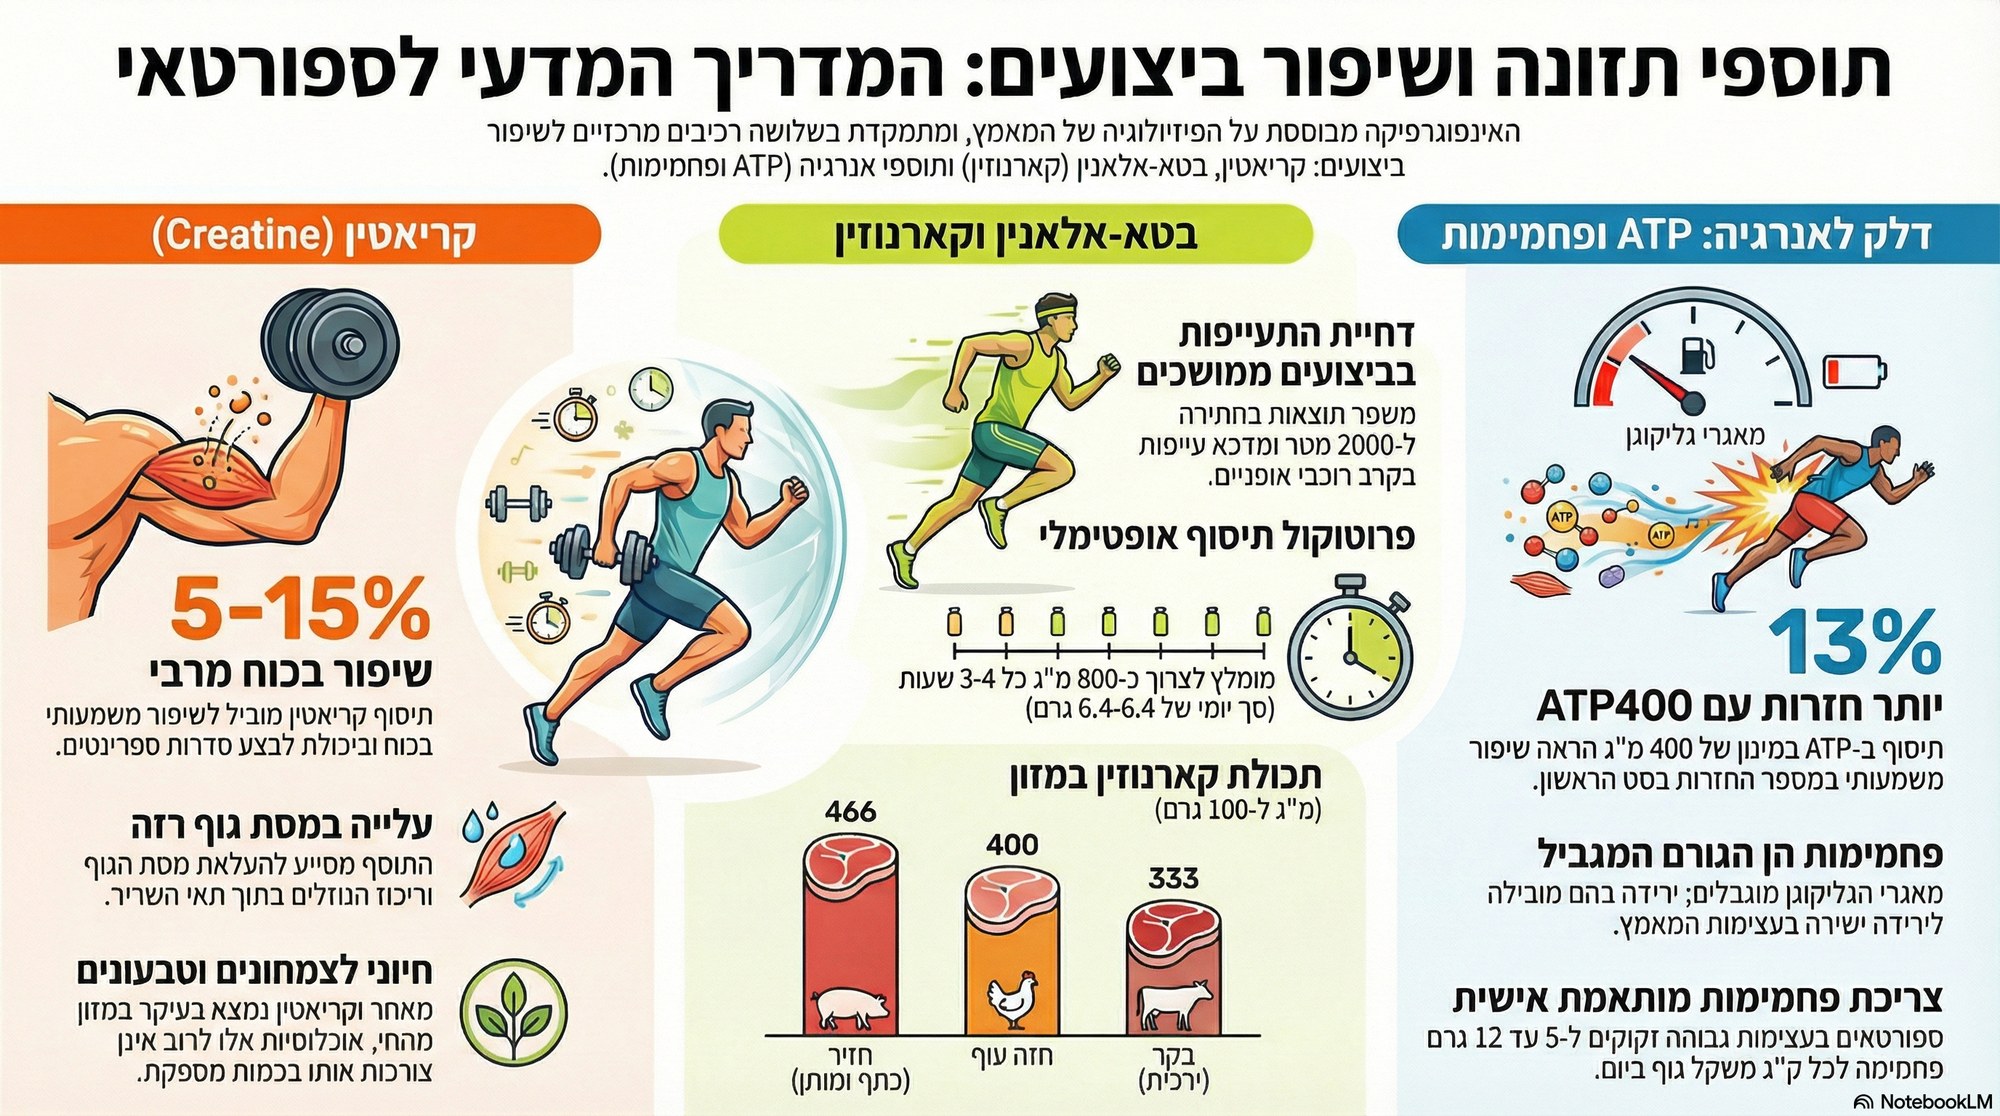 תוספי תזונה ושיפור ביצועים: המדריך המדעי לספורטאי
האינפוגרפיקה מבוססת על הפיזיולוגיה של המאמץ, ומתמקדת בשלושה רכיבים מרכזיים לשיפור
ביצועים: קריאטין, בטא-אלאנין (קארנוזין) ותוספי אנרגיה (ATP ופחמימות).
דלק לאנרגיה: ATP ופחמימות
מאגרי גליקוגן
ATP
ATP
13%
יותר חזרות עם ATP400
תיסוף ב-ATP במינון של 400 מ"ג הראה שיפור
משמעותי במספר החזרות בסט הראשון.
פחמימות הן הגורם המגביל
מאגרי הגליקוגן מוגבלים; ירידה בהם מובילה
לירידה ישירה בעצימות המאמץ.
צריכת פחמימות מותאמת אישית
ספורטאים בעצימות גבוהה זקוקים ל-5 עד 12 גרם
פחמימה לכל ק"ג משקל גוף ביום.
בטא-אלאנין וקארנוזין
דחיית התעייפות
בביצועים ממושכים
משפר תוצאות בחתירה
ל-2000 מטר ומדכא עייפות
בקרב רוכבי אופניים.
פרוטוקול תיסוף אופטימלי
מומלץ לצרוך כ-800 מ"ג כל 3-4 שעות
(סך יומי של 6.4-6.4 גרם)
תכולת קארנוזין במזון
(מ"ג ל-100 גרם)
333
400
466
בקר
(ירכית)
חזה עוף
חזיר
(כתף ומותן)
קריאטין (Creatine)
5-15%
שיפור בכוח מרבי
תיסוף קריאטין מוביל לשיפור משמעותי
בכוח וביכולת לבצע סדרות ספרינטים.
עלייה במסת גוף רזה
התוסף מסייע להעלאת מסת הגוף
וריכוז הנוזלים בתוך תאי השריר.
חיוני לצמחונים וטבעונים
מאחר וקריאטין נמצא בעיקר במזון
מהחי, אוכלוסיות אלו לרוב אינן
צורכות אותו בכמות מספקת.
NotebookLM